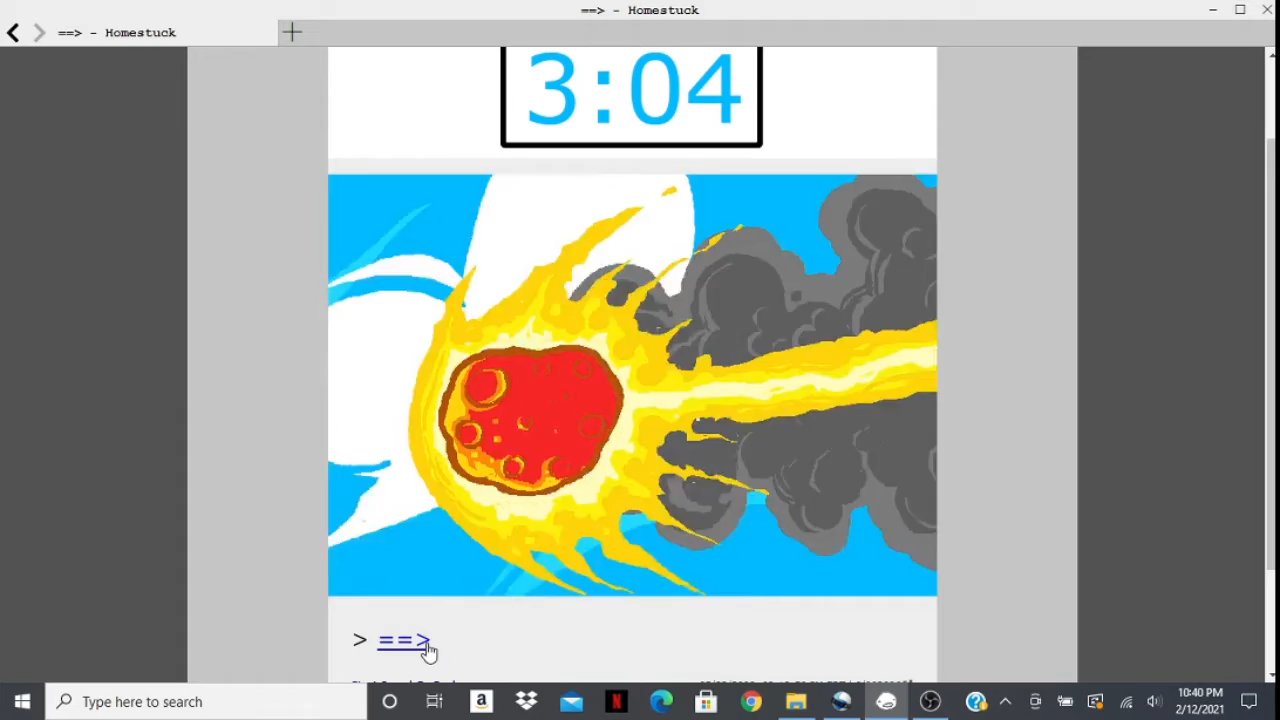 ==> - Homestuck
==> - Homestuck
3:04
> ==>
Type here to search
10:40 PM
2/12/2021